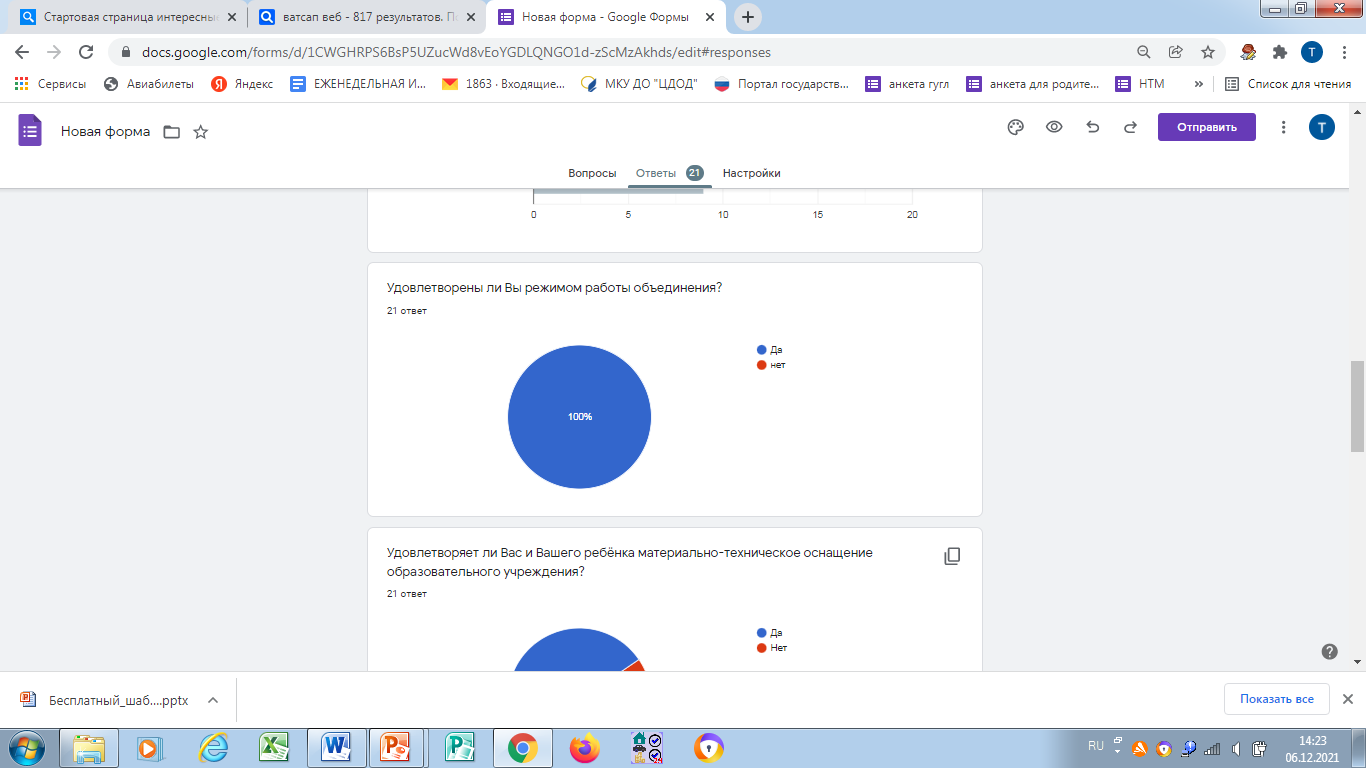 Стартовая страница интересны
ватсап веб - 817 результатов. П
Новая форма - Google Формы
docs.google.com/forms/d/1CWGHRPS6BsP5UZucWd8vEoYGDLQNGO1d-zScMzAkhds/edit#responses
T
Сервисы
Авиабилеты
Яндекс
ЕЖЕНЕДЕЛЬНАЯ И...
1863 · Входящие...
МКУ ДО "ЦДОД"
Портал государств...
анкета гугл
анкета для родите...
НТМ
»
Список для чтения
Новая форма
Отправить
T
Вопросы
Ответы 21
Настройки
0 5 10 15 20
Удовлетворены ли Вы режимом работы объединения?
21 ответ
Да
нет
100%
Удовлетворяет ли Вас и Вашего ребёнка материально-техническое оснащение
образовательного учреждения?
21 ответ
Да
Нет
Бесплатный_шаб....pptx
Показать все
RU
14:23
06.12.2021